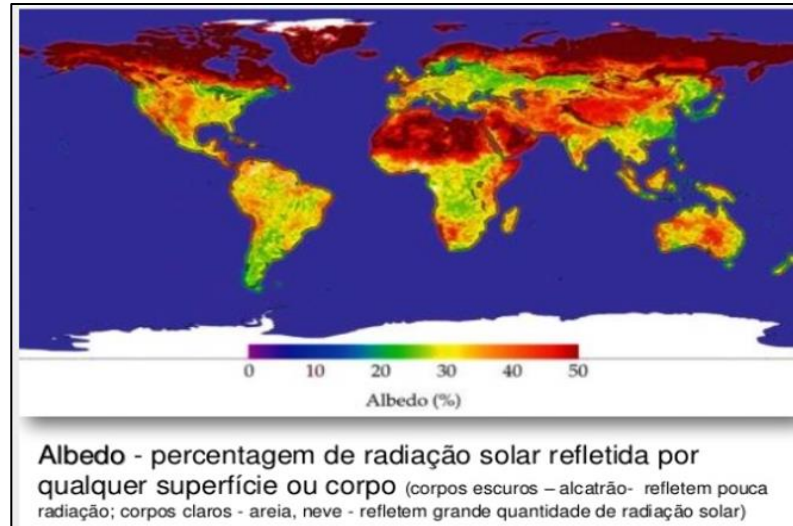 0 10 20 30 40 50
Albedo (%)
Albedo - percentagem de radiação solar refletida por
qualquer superfície ou corpo (corpos escuros – alcatrão- refletem pouca
radiação; corpos claros - areia, neve - refletem grande quantidade de radiação solar)